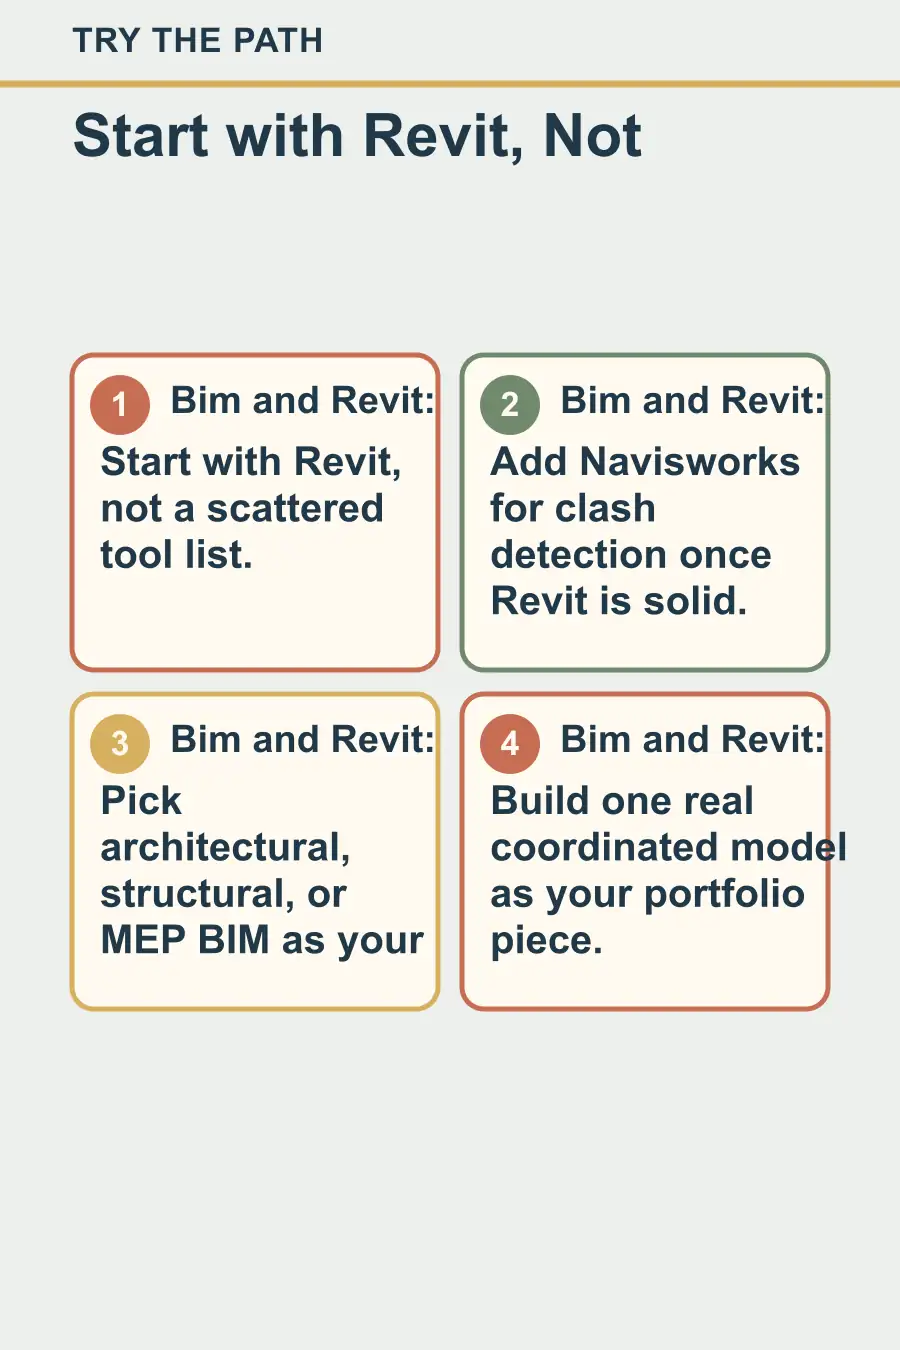 TRY THE PATH
Start with Revit, Not
1 Bim and Revit:
Start with Revit,
not a scattered
tool list.
2 Bim and Revit:
Add Navisworks
for clash
detection once
Revit is solid.
3 Bim and Revit:
Pick
architectural,
structural, or
MEP BIM as your
4 Bim and Revit:
Build one real
coordinated model
as your portfolio
piece.